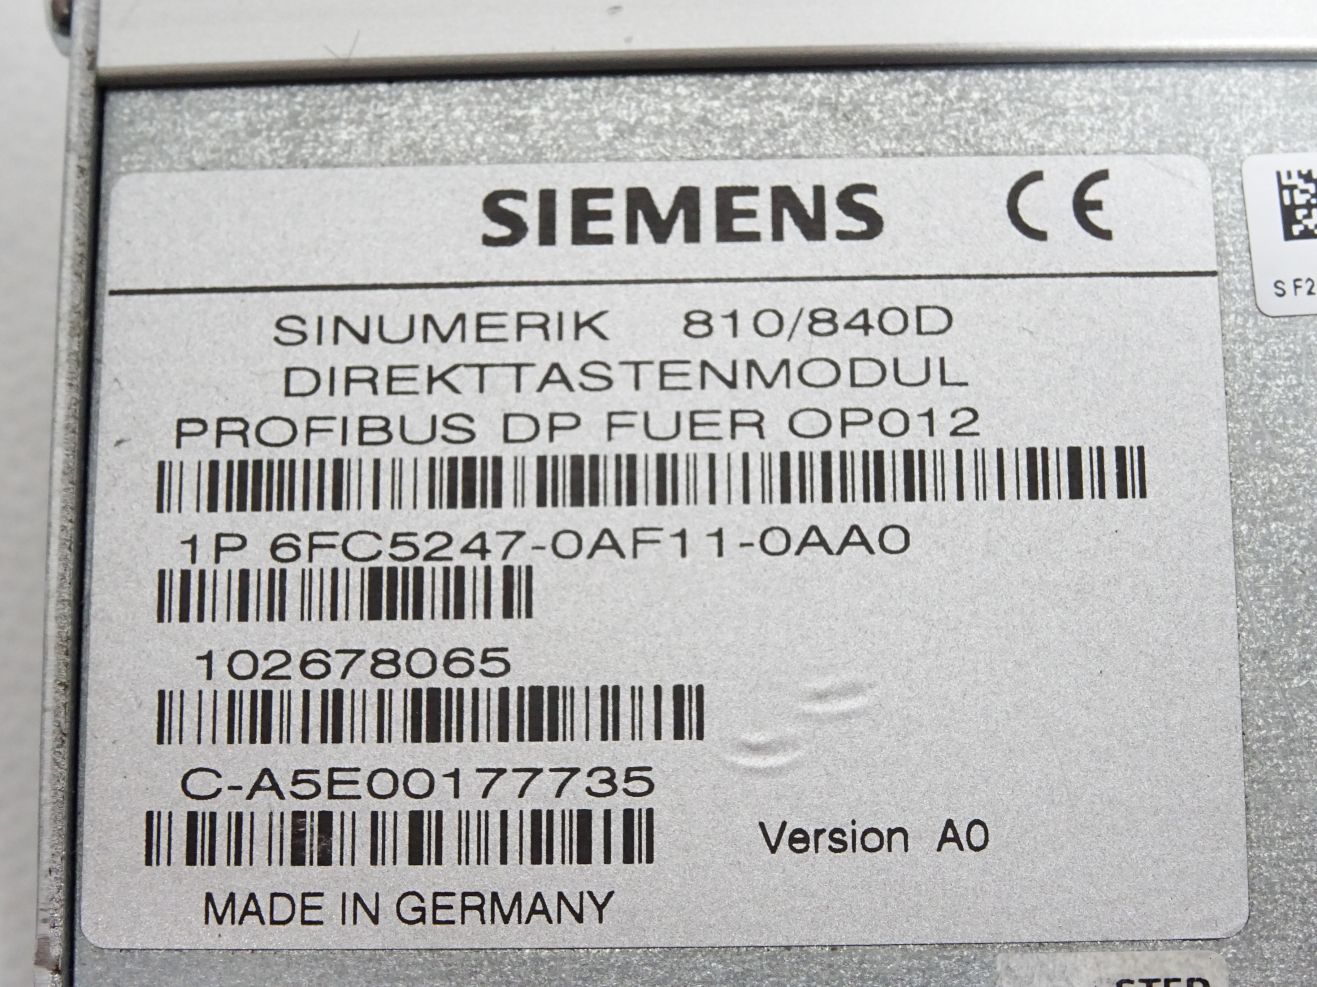 SIEMENS CE
SINUMERIK 810/840D
DIREKTTASTENMODUL
PROFIBUS DP FUER OP012
1P 6FC5247-0AF11-0AA0
102678065
C-A5E00177735
Version A0
MADE IN GERMANY
S F2